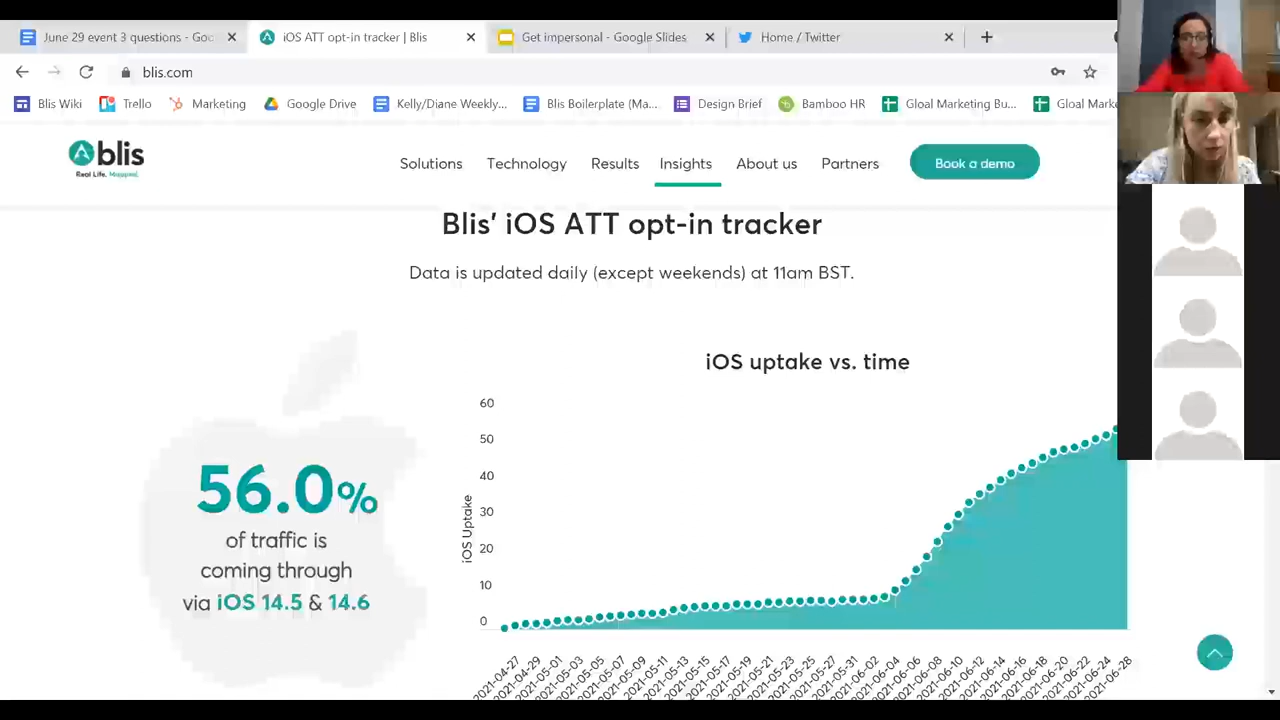 June 29 event 3 questions - Goo
iOS ATT opt-in tracker | Blis
Get impersonal - Google Slides
Home / Twitter
blis.com
Blis Wiki
Trello
Marketing
Google Drive
Kelly/Diane Weekly...
Blis Boilerplate (Ma...
Design Brief
Bamboo HR
Gloal Marketing Bu...
Gloal Marke
blis
Real Life. Mapped.
Solutions
Technology
Results
Insights
About us
Partners
Book a demo
Blis' iOS ATT opt-in tracker
Data is updated daily (except weekends) at 11am BST.
iOS uptake vs. time
56.0%
of traffic is
coming through
via iOS 14.5 & 14.6
iOS Uptake
60
50
40
30
20
10
0
2021-04-27
2021-04-29
2021-05-01
2021-05-03
2021-05-05
2021-05-07
2021-05-09
2021-05-11
2021-05-13
2021-05-15
2021-05-17
2021-05-19
2021-05-21
2021-05-23
2021-05-25
2021-05-27
2021-05-31
2021-06-02
2021-06-04
2021-06-06
2021-06-08
2021-06-10
2021-06-12
2021-06-14
2021-06-16
2021-06-18
2021-06-20
2021-06-22
2021-06-24
2021-06-28